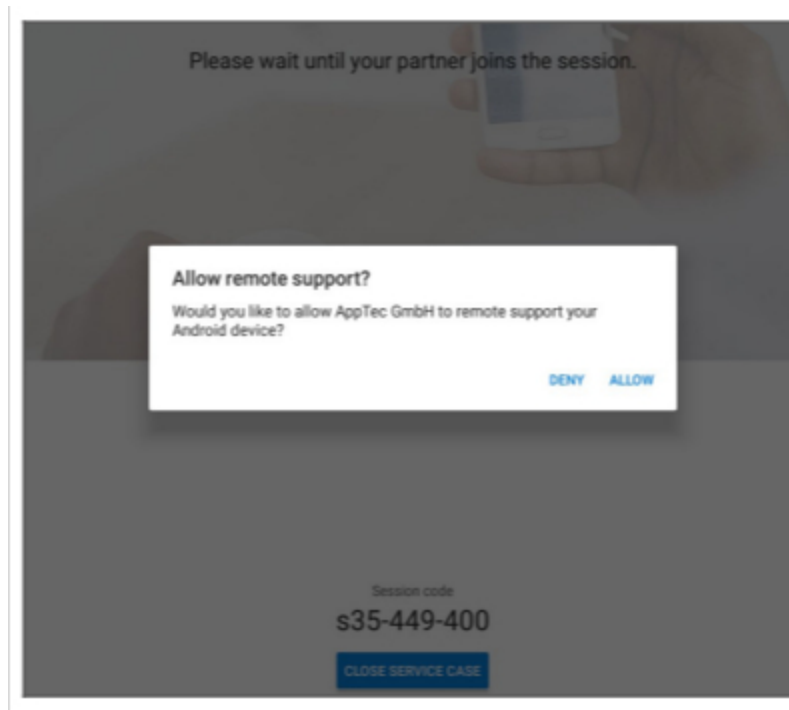 Please wait until your partner joins the session.
Allow remote support?
Would you like to allow AppTec GmbH to remote support your
Android device?
DENY ALLOW
Session code
s35-449-400
CLOSE SERVICE CASE